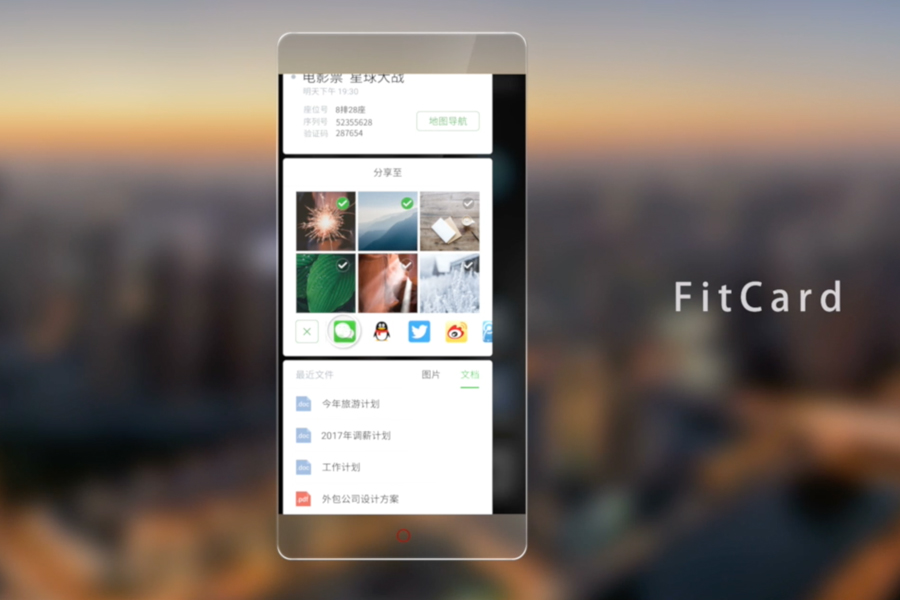 电影票 星球大战
明天下午 19:30
座位号 8排28座
序列号 52355628
验证码 287654
地图导航
分享至
最近文件 图片 文档
doc 今年旅游计划
doc 2017年调薪计划
doc 工作计划
pdf 外包公司设计方案
FitCard